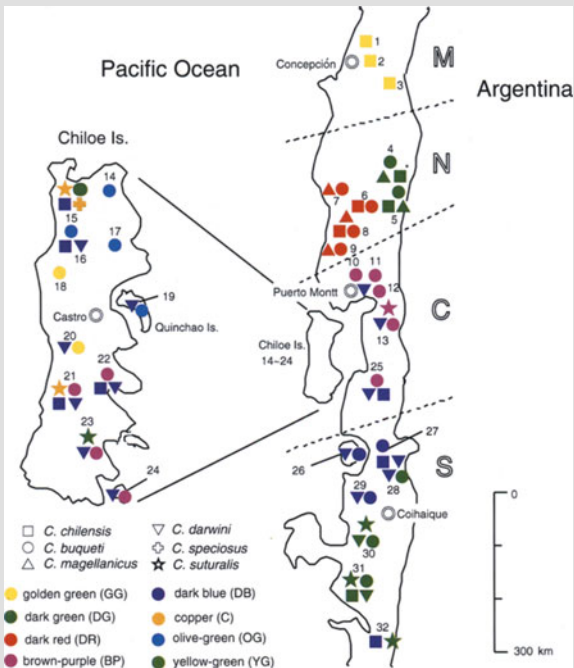 Pacific Ocean
Argentina
Concepción
1
2
3
M
Chiloe Is.
4
N
5
6
7
8
9
10
11
Puerto Montt
12
C
13
Chiloe Is.
14~24
14
15
16
17
18
19
Castro
Quinchao Is.
20
21
22
23
24
25
26
27
S
28
29
Coihaique
30
31
32
0
300 km
C. chilensis
C. buqueti
C. magellanicus
C. darwini
C. speciosus
C. suturalis
golden green (GG)
dark green (DG)
dark red (DR)
brown-purple (BP)
dark blue (DB)
copper (C)
olive-green (OG)
yellow-green (YG)